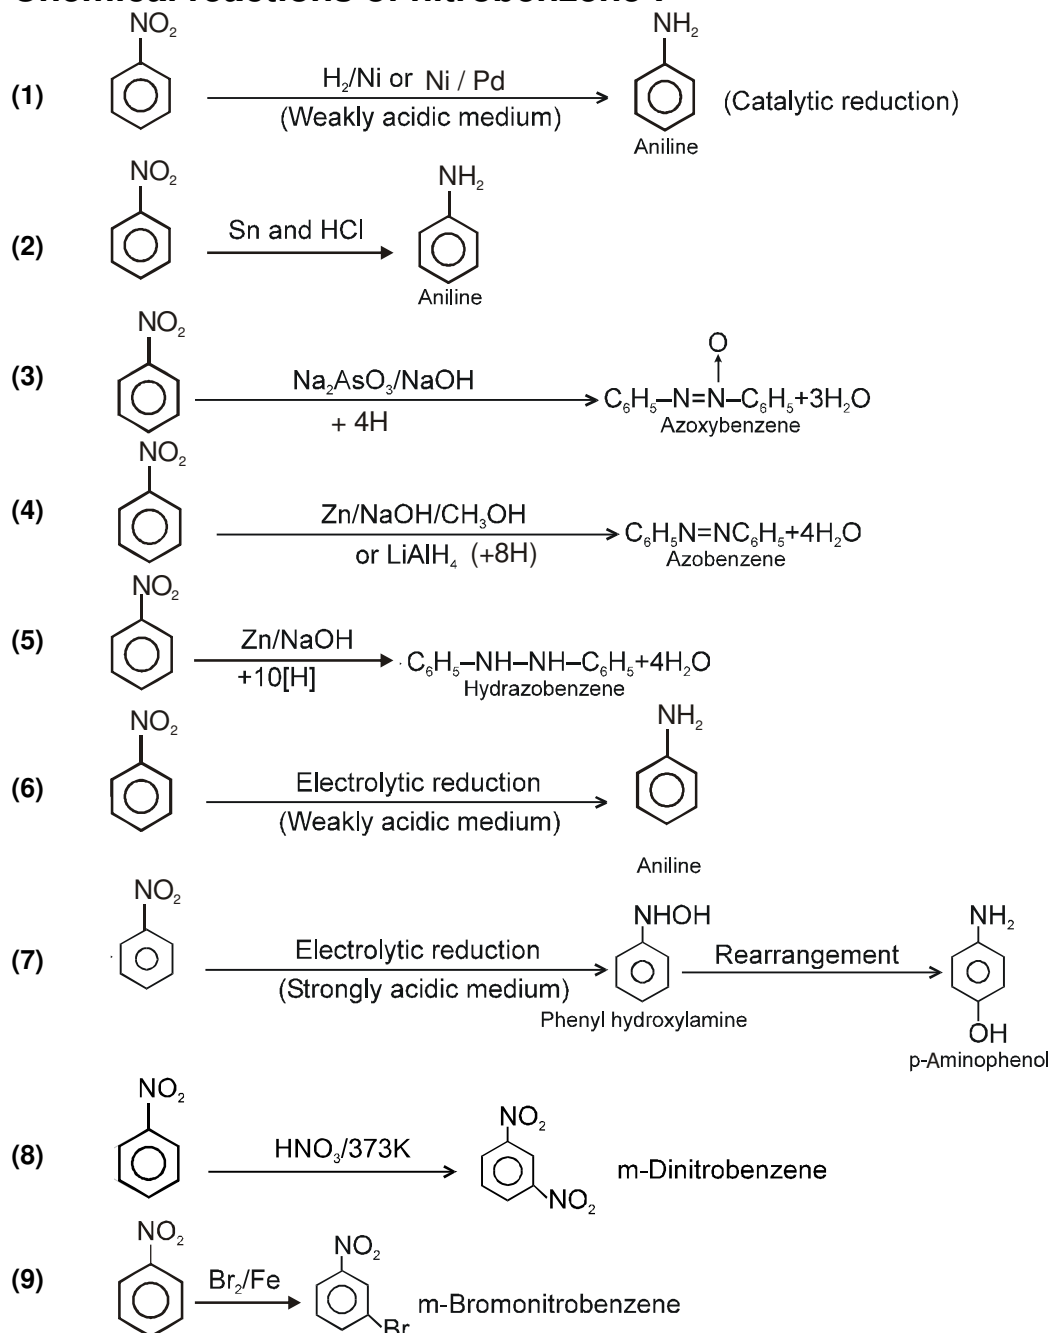 Chemical reactions of nitrobenzene :
(1) NO₂ H₂/Ni or Ni / Pd (Weakly acidic medium) NH₂ Aniline (Catalytic reduction)
(2) NO₂ Sn and HCl NH₂ Aniline
(3) NO₂ Na₂AsO₃/NaOH + 4H O C₆H₅–N=N–C₆H₅+3H₂O Azoxybenzene
(4) NO₂ Zn/NaOH/CH₃OH or LiAlH₄ (+8H) C₆H₅N=NC₆H₅+4H₂O Azobenzene
(5) NO₂ Zn/NaOH +10[H] C₆H₅–NH–NH–C₆H₅+4H₂O Hydrazobenzene
(6) NO₂ Electrolytic reduction (Weakly acidic medium) NH₂ Aniline
(7) NO₂ Electrolytic reduction (Strongly acidic medium) NHOH Phenyl hydroxylamine Rearrangement NH₂ OH p-Aminophenol
(8) NO₂ HNO₃/373K NO₂ NO₂ m-Dinitrobenzene
(9) NO₂ Br₂/Fe NO₂ Br m-Bromonitrobenzene